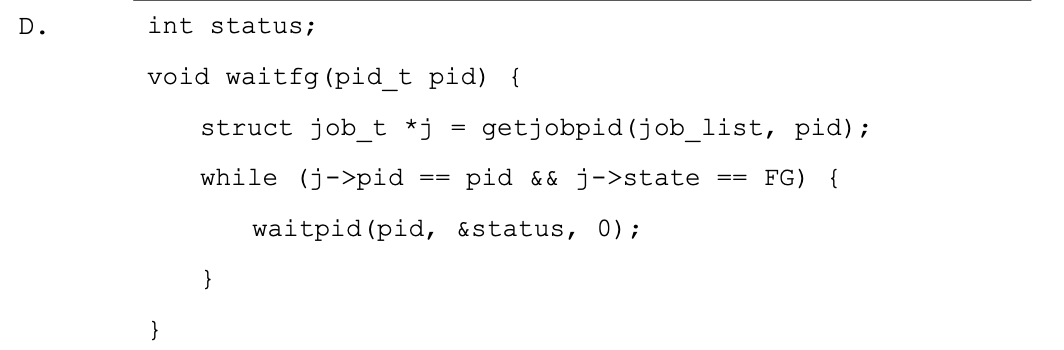 D. int status;
void waitfg(pid_t pid) {
struct job_t *j = getjobpid(job_list, pid);
while (j->pid == pid && j->state == FG) {
waitpid(pid, &status, 0);
}
}